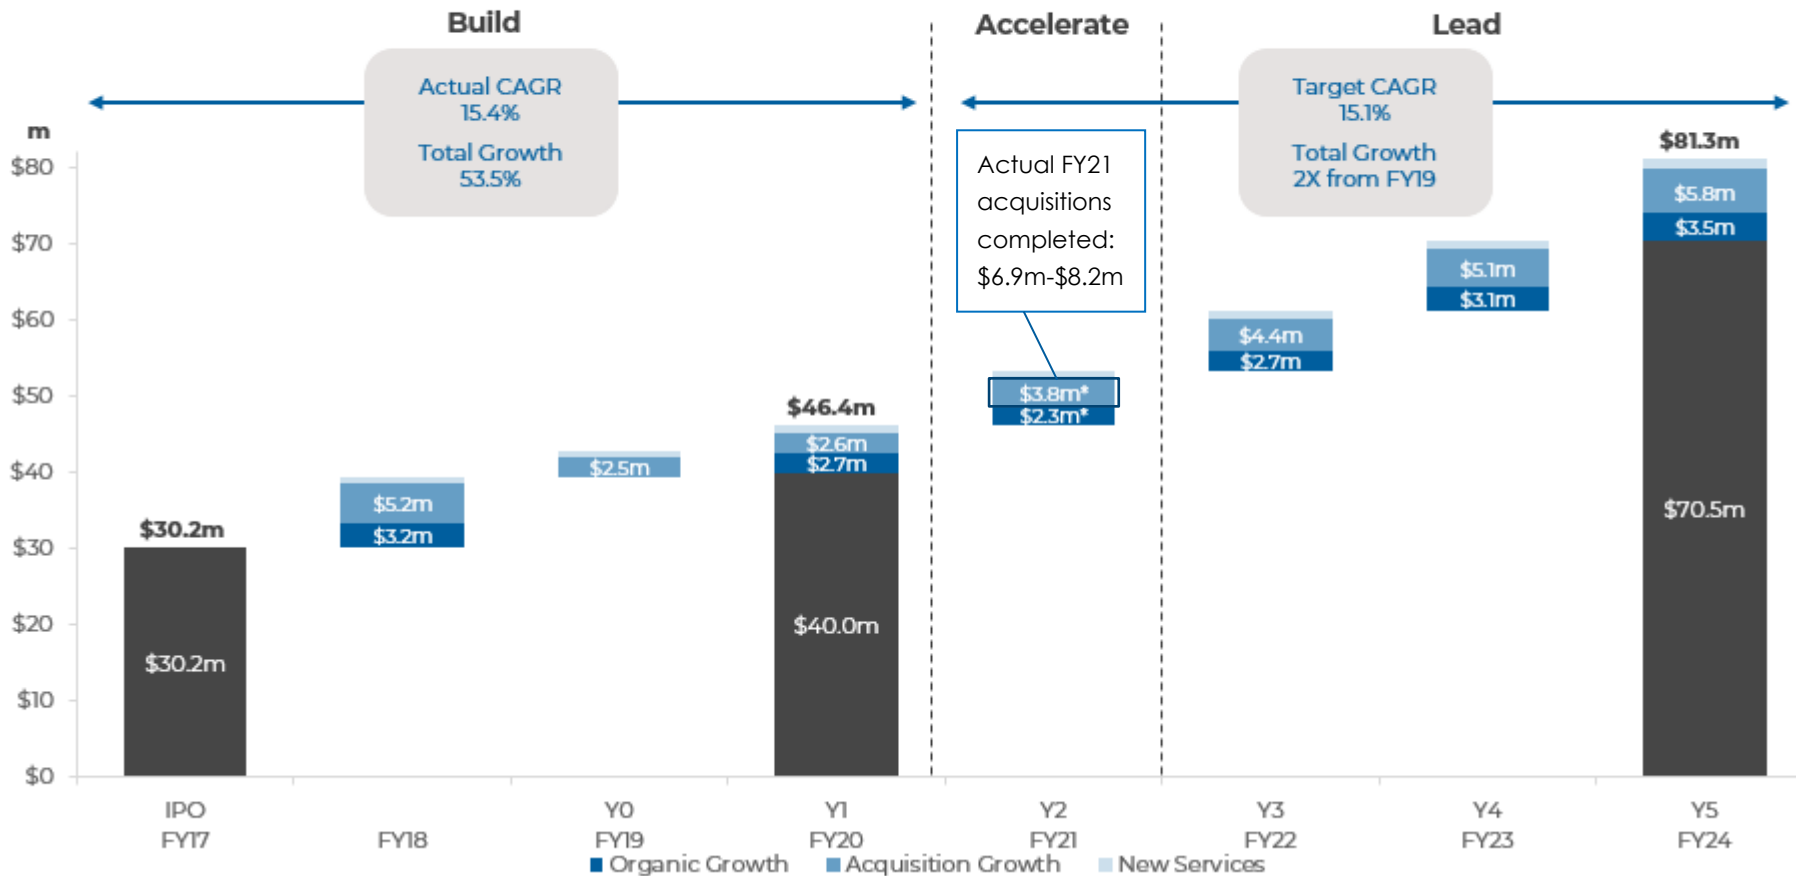 Build
Accelerate
Lead
Actual CAGR
15.4%
Total Growth
53.5%
Target CAGR
15.1%
Total Growth
2X from FY19
Actual FY21
acquisitions
completed:
$6.9m-$8.2m
m
$80
$70
$60
$50
$40
$30
$20
$10
$0
$30.2m
$30.2m
$5.2m
$3.2m
$2.5m
$46.4m
$2.6m
$2.7m
$40.0m
$3.8m*
$2.3m*
$4.4m
$2.7m
$5.1m
$3.1m
$81.3m
$5.8m
$3.5m
$70.5m
IPO
FY17
FY18
Y0
FY19
Y1
FY20
Y2
FY21
Y3
FY22
Y4
FY23
Y5
FY24
Organic Growth
Acquisition Growth
New Services